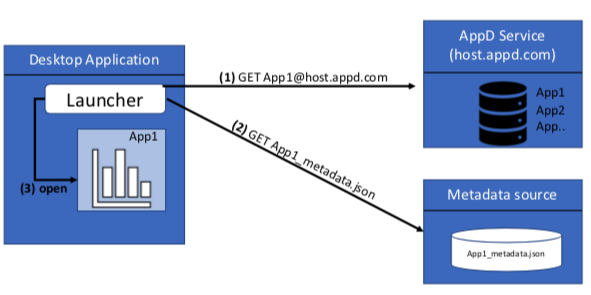 AppD Service
(host.appd.com)
Desktop Application
(1) GET App1@host.appd.com
Launcher
App1
App2
App..
(2) GET App1_metadata.json
App1
(3) open
Metadata source
App1_metadata.json